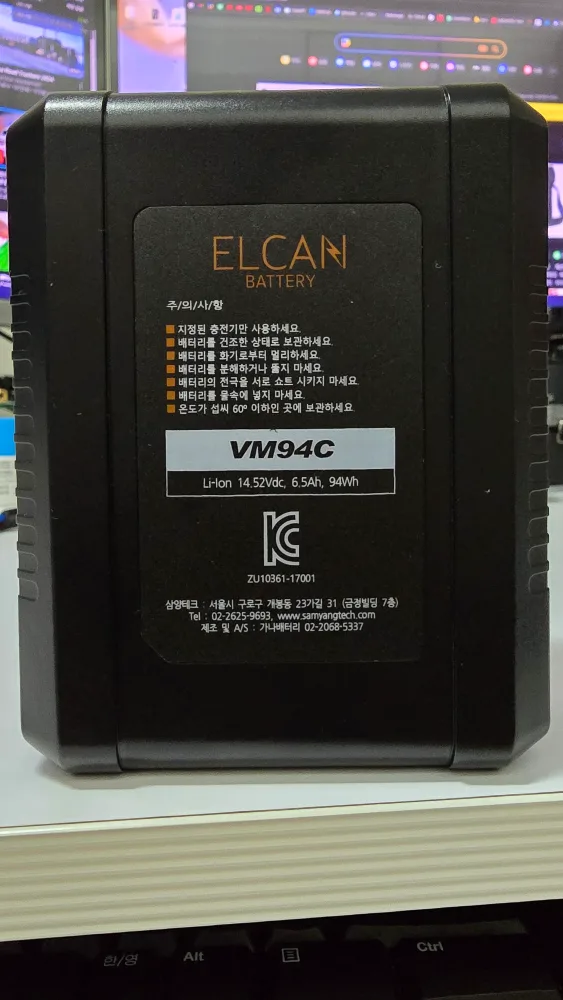 ELCAN
BATTERY
주/의/사/항
지정된 충전기만 사용하세요.
배터리를 건조한 상태로 보관하세요.
배터리를 화기로부터 멀리하세요.
배터리를 분해하거나 뚫지 마세요.
배터리의 전극을 서로 쇼트 시키지 마세요.
배터리를 물속에 넣지 마세요.
온도가 섭씨 60º 이하인 곳에 보관하세요.
VM94C
Li-Ion 14.52Vdc, 6.5Ah, 94Wh
KC
ZU10361-17001
삼양테크 : 서울시 구로구 개봉동 23가길 31 (금정빌딩 7층)
Tel : 02-2625-9693, www.samyangtech.com
제조 및 A/S : 가나배터리 02-2068-5337
한/영 Alt Ctrl